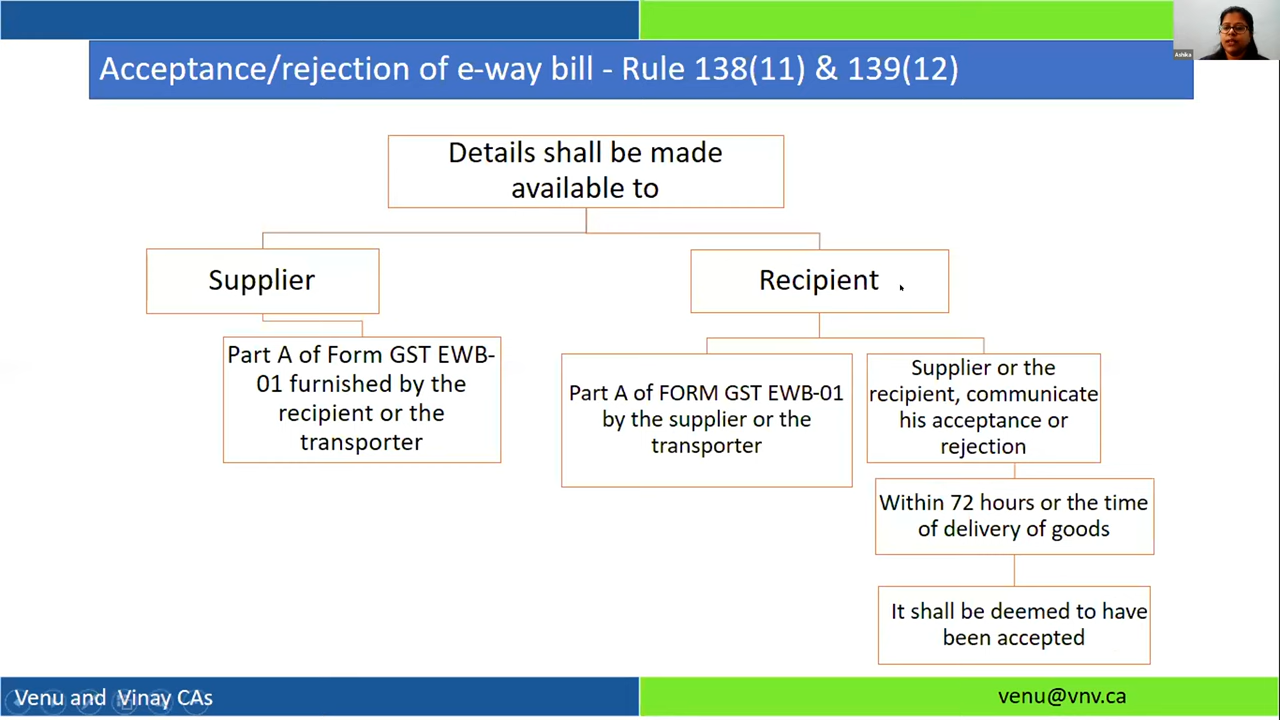 Ashika
Acceptance/rejection of e-way bill - Rule 138(11) & 139(12)
Details shall be made
available to
Supplier
Recipient
Part A of Form GST EWB-
01 furnished by the
recipient or the
transporter
Part A of FORM GST EWB-01
by the supplier or the
transporter
Supplier or the
recipient, communicate
his acceptance or
rejection
Within 72 hours or the time
of delivery of goods
It shall be deemed to have
been accepted
Venu and Vinay CAs
venu@vnv.ca